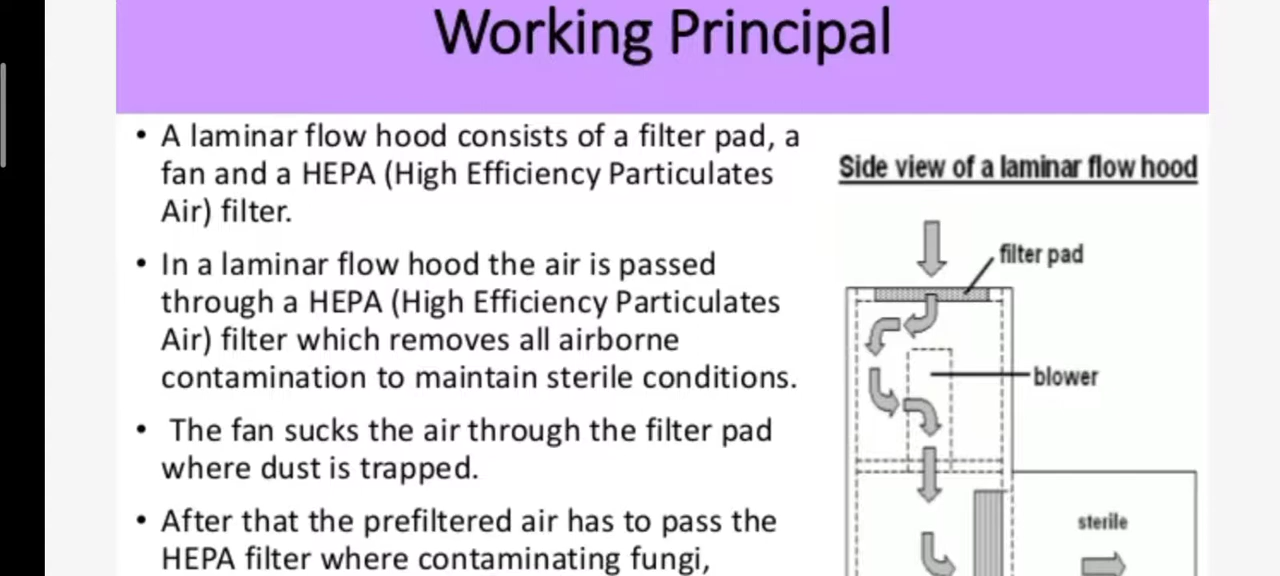 Working Principal
• A laminar flow hood consists of a filter pad, a
fan and a HEPA (High Efficiency Particulates
Air) filter.
• In a laminar flow hood the air is passed
through a HEPA (High Efficiency Particulates
Air) filter which removes all airborne
contamination to maintain sterile conditions.
• The fan sucks the air through the filter pad
where dust is trapped.
• After that the prefiltered air has to pass the
HEPA filter where contaminating fungi,
Side view of a laminar flow hood
filter pad
blower
sterile